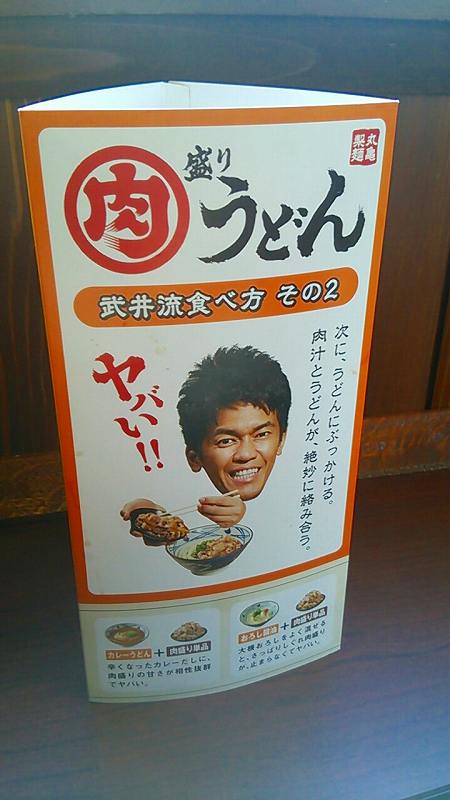 丸亀
製麺
肉
盛り
うどん
武井流食べ方 その2
次に、うどんにぶっかける。
肉汁とうどんが、絶妙に絡み合う。
ヤバい!!
カレーうどん+肉盛り単品
辛くなったカレーだしに、
肉盛りの甘さが相性抜群
でヤバい。
おろし醤油+肉盛り単品
大根おろしをよく混ぜる
と、さっぱりしぐれ肉盛り
が、止まらなくてヤバい。